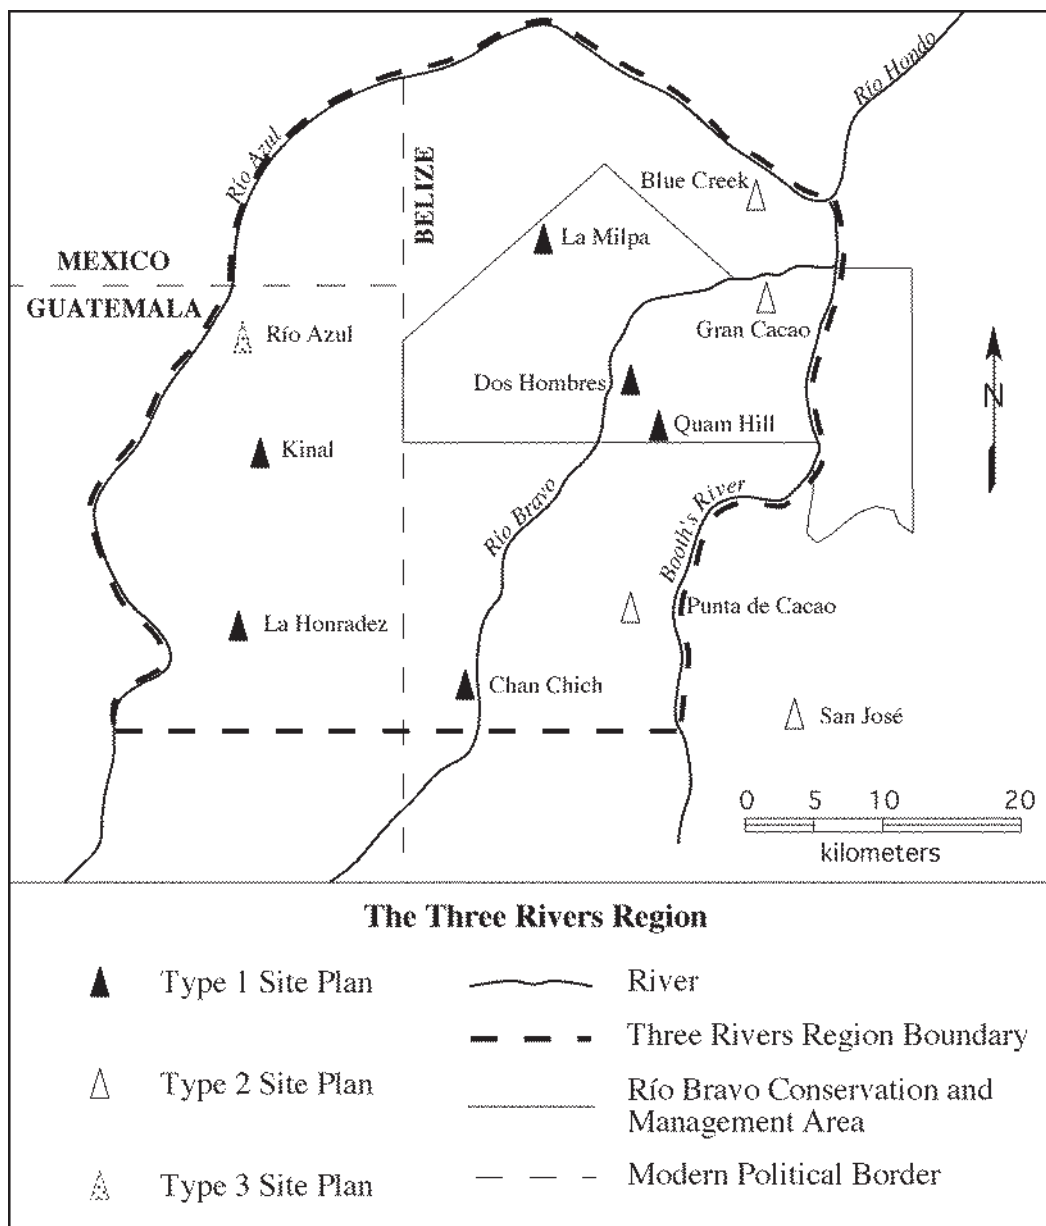 Río Hondo
Río Azul
BELIZE
Blue Creek
La Milpa
MEXICO
GUATEMALA
Río Azul
Gran Cacao
Dos Hombres
N
Quam Hill
Kinal
Río Bravo
Booth's River
Punta de Cacao
La Honradez
Chan Chich
San José
0 5 10 20
kilometers
The Three Rivers Region
Type 1 Site Plan
River
Three Rivers Region Boundary
Type 2 Site Plan
Río Bravo Conservation and
Management Area
Type 3 Site Plan
Modern Political Border